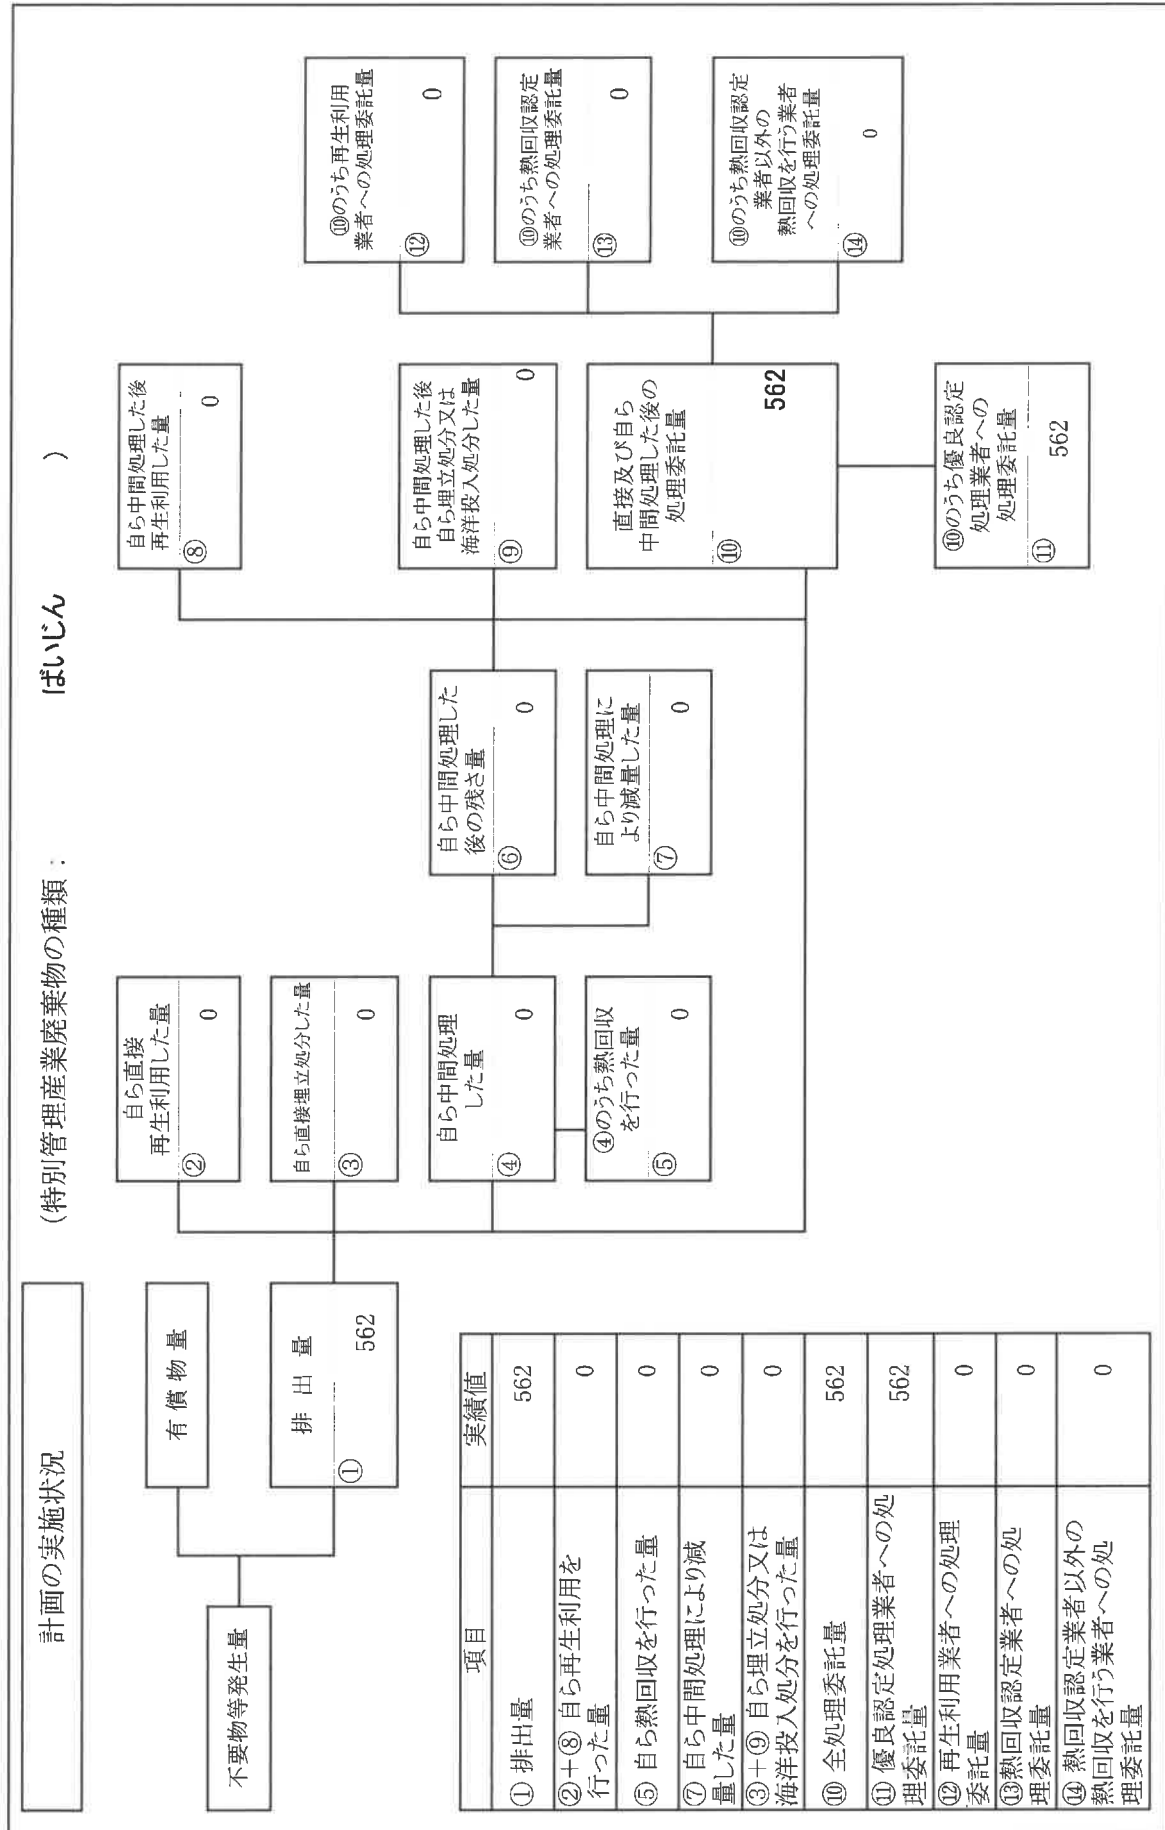 計画の実施状況
(特別管理産業廃棄物の種類：　ばいじん　)
不要物等発生量
有償物量
排出量
① 562
自ら直接
再生利用した量
② 0
自ら直接埋立処分した量
③ 0
自ら中間処理
した量
④ 0
④のうち熱回収
を行った量
⑤ 0
自ら中間処理した
後の残さ量
⑥ 0
自ら中間処理に
より減量した量
⑦ 0
自ら中間処理した後
再生利用した量
⑧ 0
自ら中間処理した後
自ら埋立処分又は
海洋投入処分した量
⑨ 0
直接及び自ら
中間処理した後の
処理委託量
⑩ 562
⑩のうち優良認定
処理業者への
処理委託量
⑪ 562
⑩のうち再生利用
業者への処理委託量
⑫ 0
⑩のうち熱回収認定
業者への処理委託量
⑬ 0
⑩のうち熱回収認定
業者以外の
熱回収を行う業者
への処理委託量
⑭ 0
項目 実績値
① 排出量 562
②＋⑧ 自ら再生利用を
行った量 0
⑤ 自ら熱回収を行った量 0
⑦ 自ら中間処理により減
量した量 0
③＋⑨ 自ら埋立処分又は
海洋投入処分を行った量 0
⑩ 全処理委託量 562
⑪ 優良認定処理業者への処
理委託量 562
⑫ 再生利用業者への処理
委託量 0
⑬熱回収認定業者への処
理委託量 0
⑭ 熱回収認定業者以外の
熱回収を行う業者への処
理委託量 0